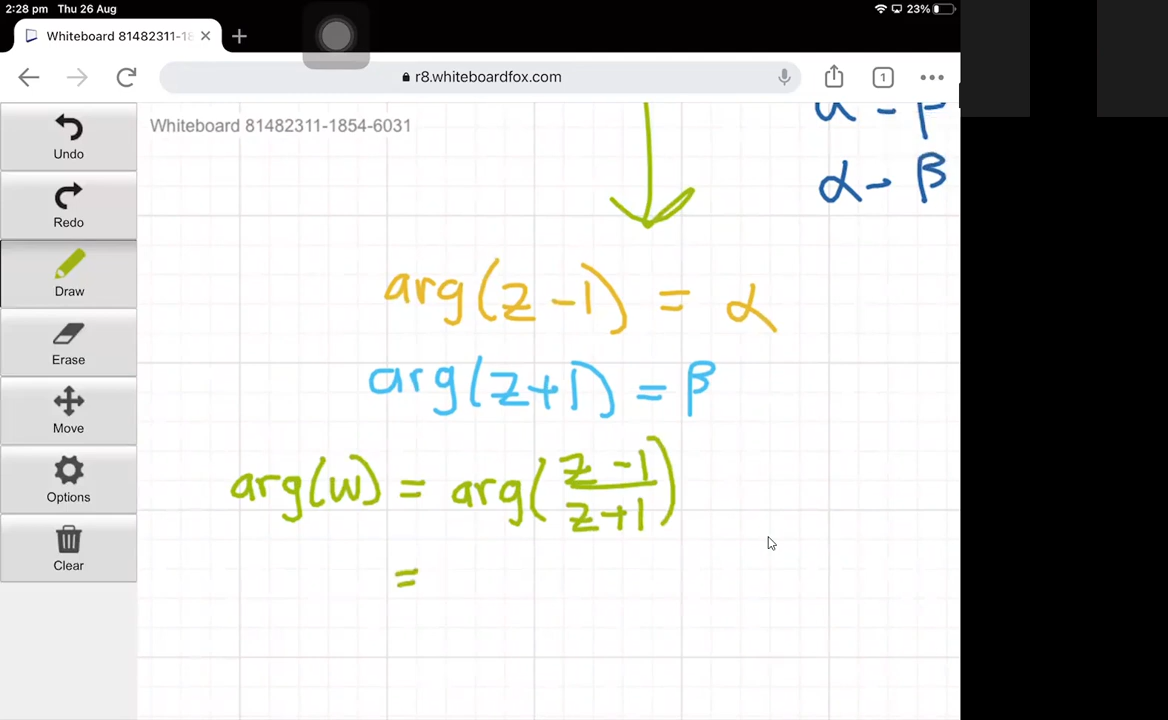 2:28 pm Thu 26 Aug
23%
Whiteboard 81482311-18
r8.whiteboardfox.com
1
Whiteboard 81482311-1854-6031
Undo
Redo
Draw
Erase
Move
Options
Clear
α - β
arg(z-1) = α
arg(z+1) = β
arg(w) = arg(z-1/z+1)
=